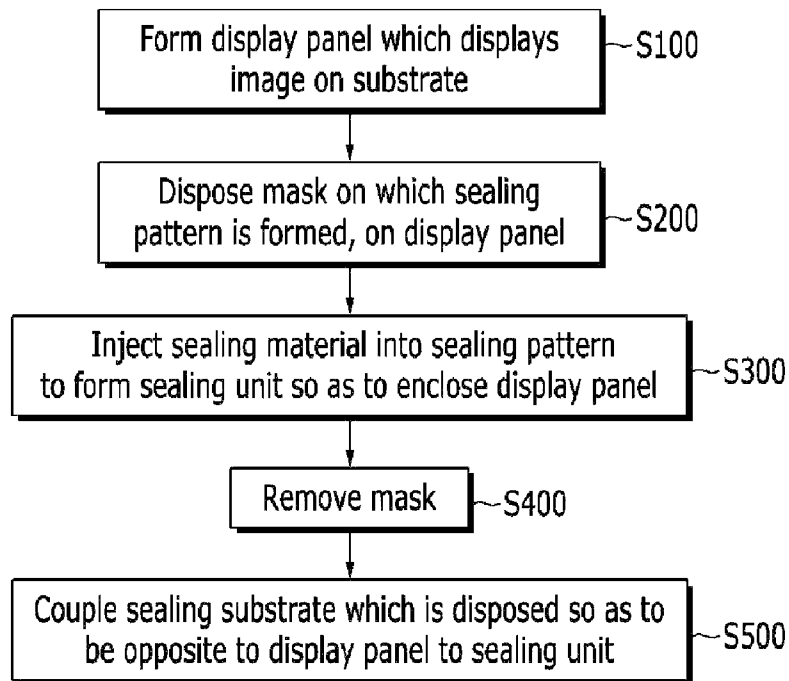 Form display panel which displays
image on substrate
S100
Dispose mask on which sealing
pattern is formed, on display panel
S200
Inject sealing material into sealing pattern
to form sealing unit so as to enclose display panel
S300
Remove mask
S400
Couple sealing substrate which is disposed so as to
be opposite to display panel to sealing unit
S500